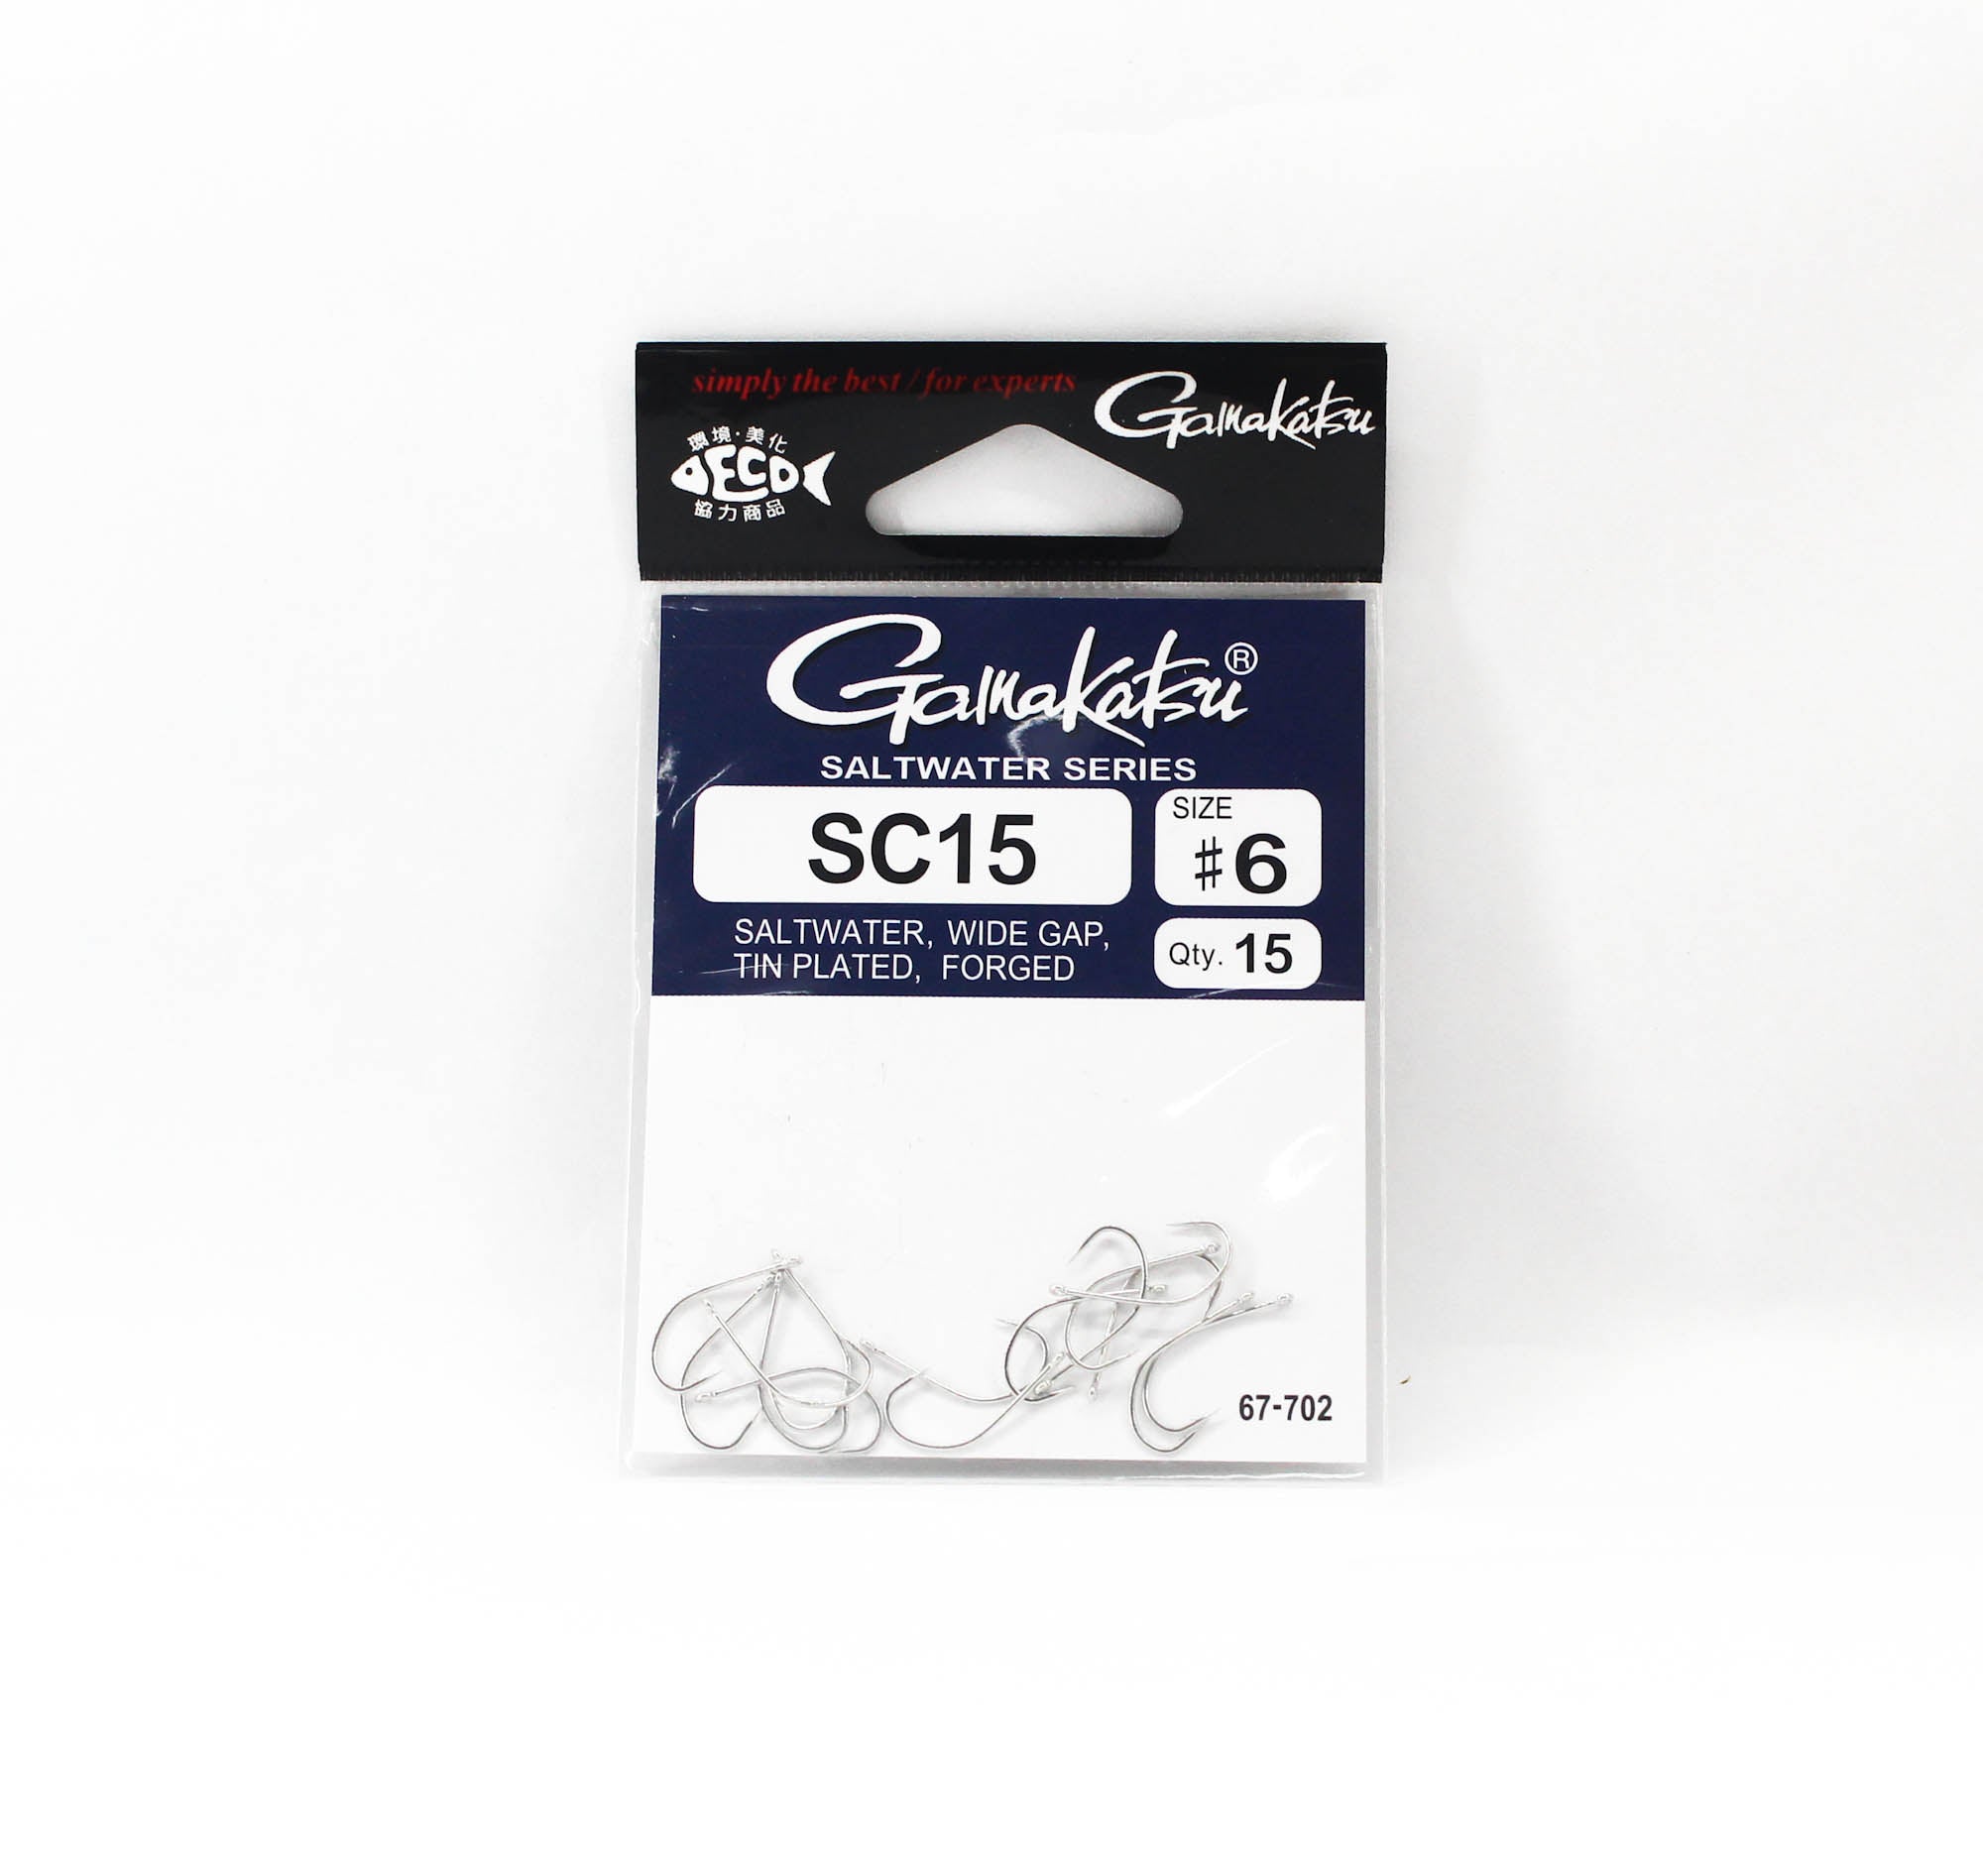 simply the best / for experts
Gamakatsu
環境・美化
DECO
協力商品
Gamakatsu®
SALTWATER SERIES
SC15
SIZE
#6
SALTWATER, WIDE GAP,
TIN PLATED, FORGED
Qty. 15
67-702